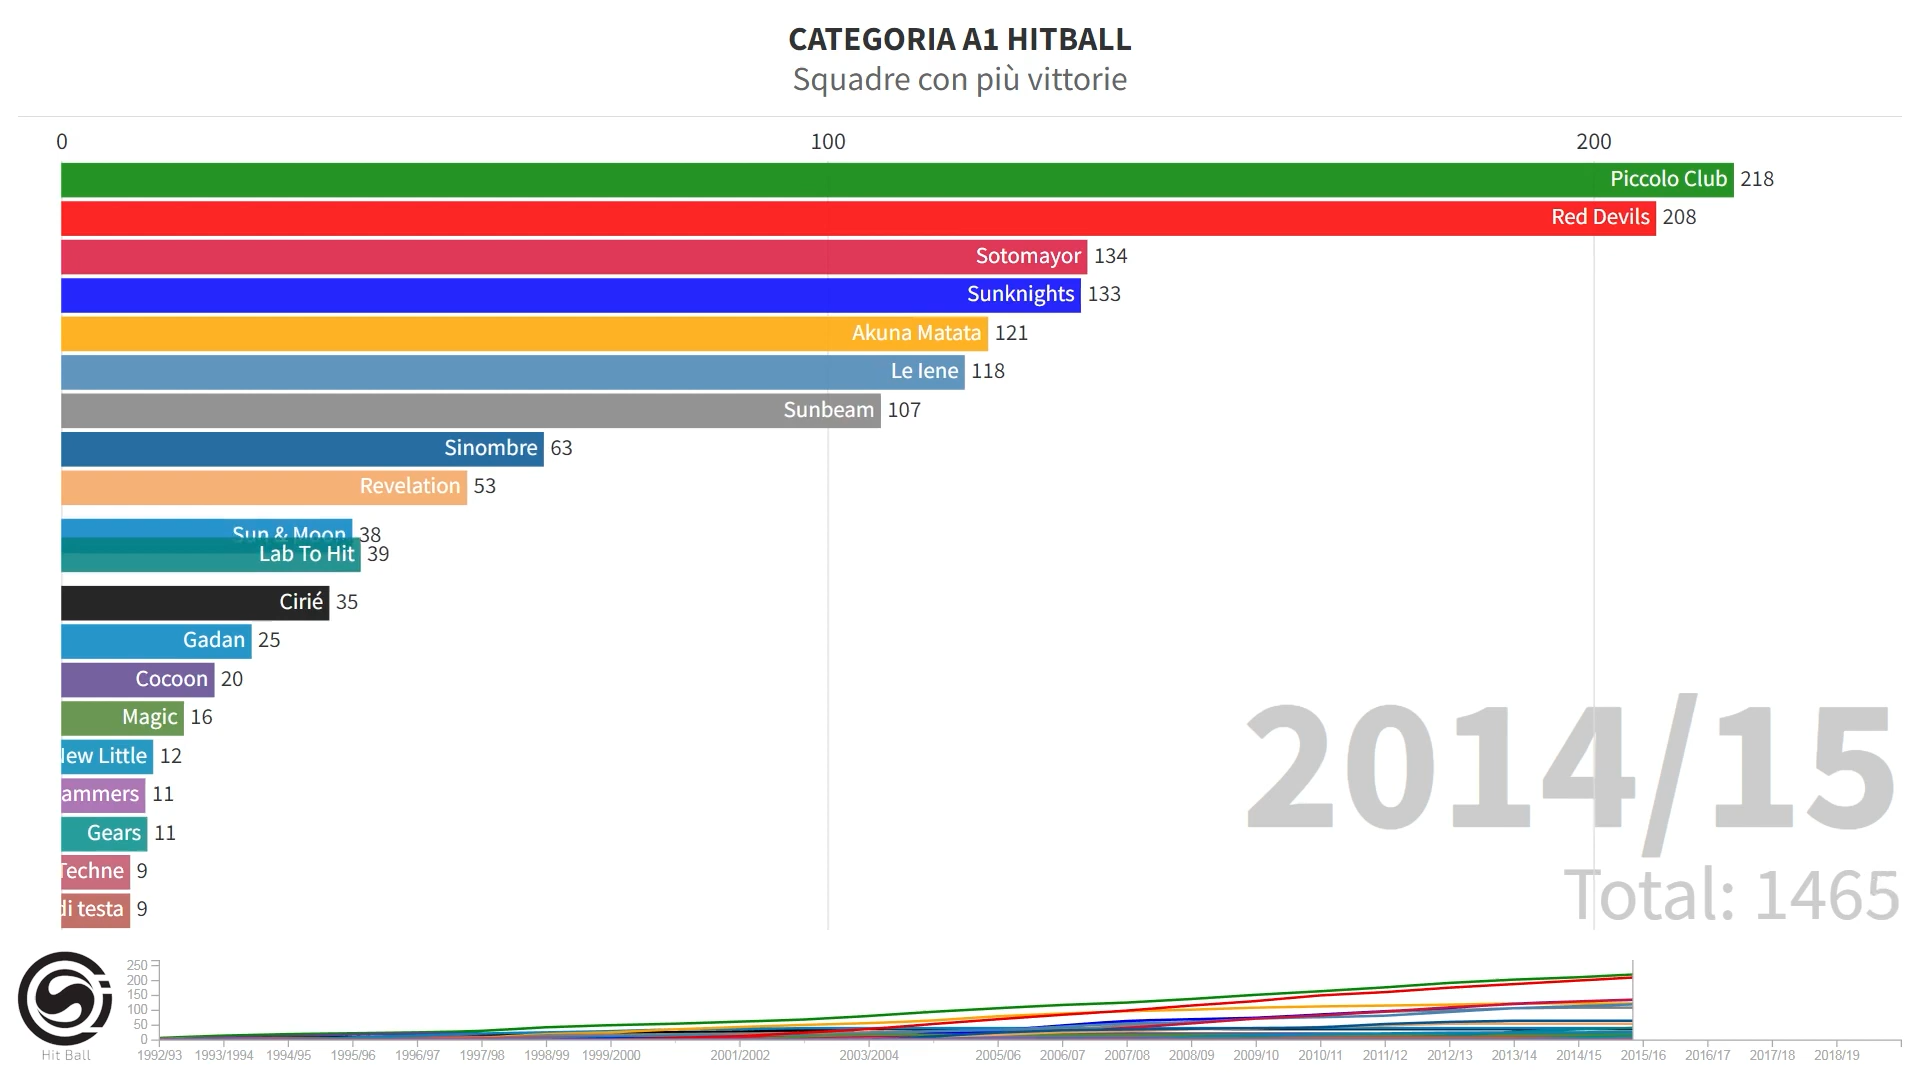 CATEGORIA A1 HITBALL
Squadre con più vittorie
0 100 200
Piccolo Club 218
Red Devils 208
Sotomayor 134
Sunknights 133
Akuna Matata 121
Le Iene 118
Sunbeam 107
Sinombre 63
Revelation 53
Sun & Moon 38
Lab To Hit 39
Cirié 35
Gadan 25
Cocoon 20
Magic 16
New Little 12
ammers 11
Gears 11
Techne 9
di testa 9
2014/15
Total: 1465
250
200
150
100
50
0
1992/93 1993/1994 1994/95 1995/96 1996/97 1997/98 1998/99 1999/2000 2001/2002 2003/2004 2005/06 2006/07 2007/08 2008/09 2009/10 2010/11 2011/12 2012/13 2013/14 2014/15 2015/16 2016/17 2017/18 2018/19
Hit Ball